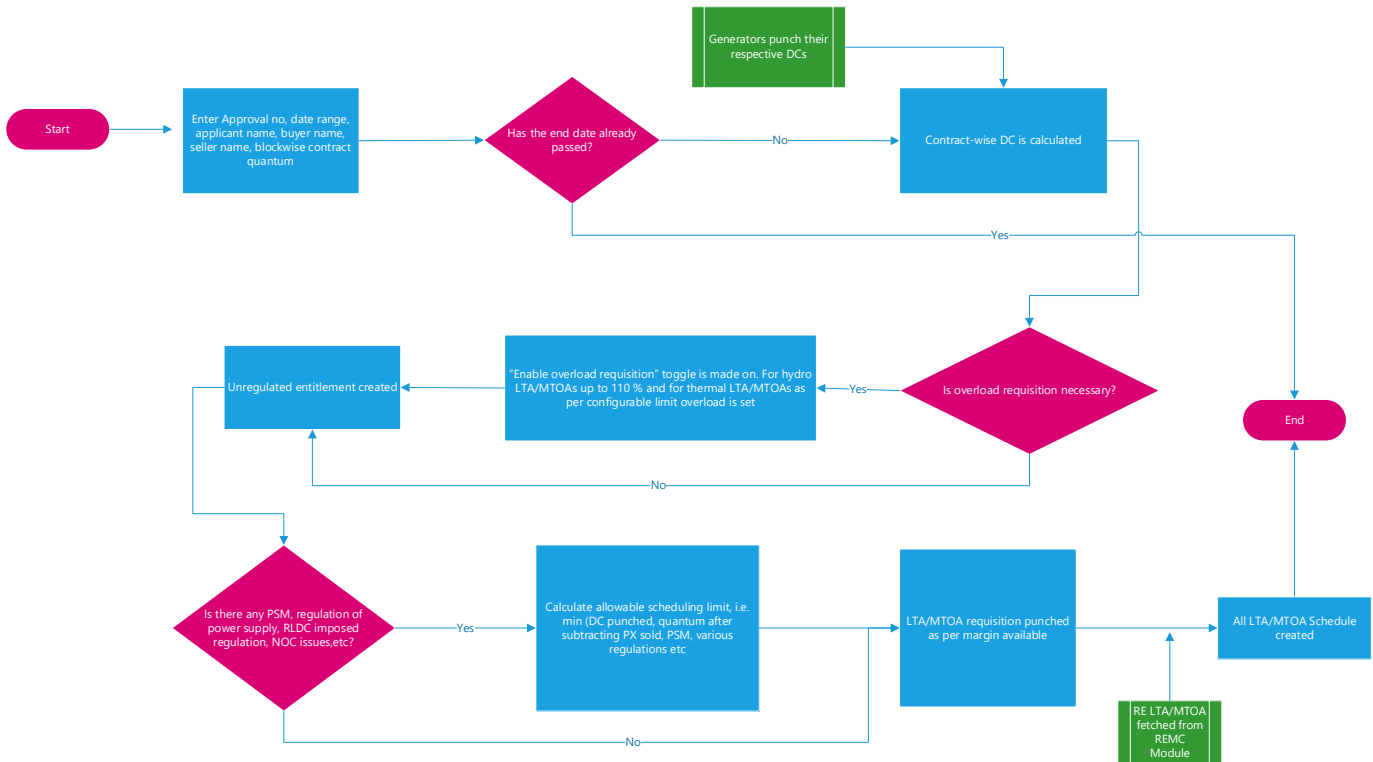 Generators punch their
respective DCs
Start
Enter Approval no, date range,
applicant name, buyer name,
seller name, blockwise contract
quantum
Has the end date already
passed?
No
Contract-wise DC is calculated
Yes
Unregulated entitlement created
"Enable overload requisition" toggle is made on. For hydro
LTA/MTOAs up to 110 % and for thermal LTA/MTOAs as
per configurable limit overload is set
Yes
Is overload requisition necessary?
End
No
Is there any PSM, regulation of
power supply, RLDC imposed
regulation, NOC issues,etc?
Yes
Calculate allowable scheduling limit, i.e.
min (DC punched, quantum after
subtracting PX sold, PSM, various
regulations etc
LTA/MTOA requisition punched
as per margin available
All LTA/MTOA Schedule
created
No
RE LTA/MTOA
fetched from
REMC
Module